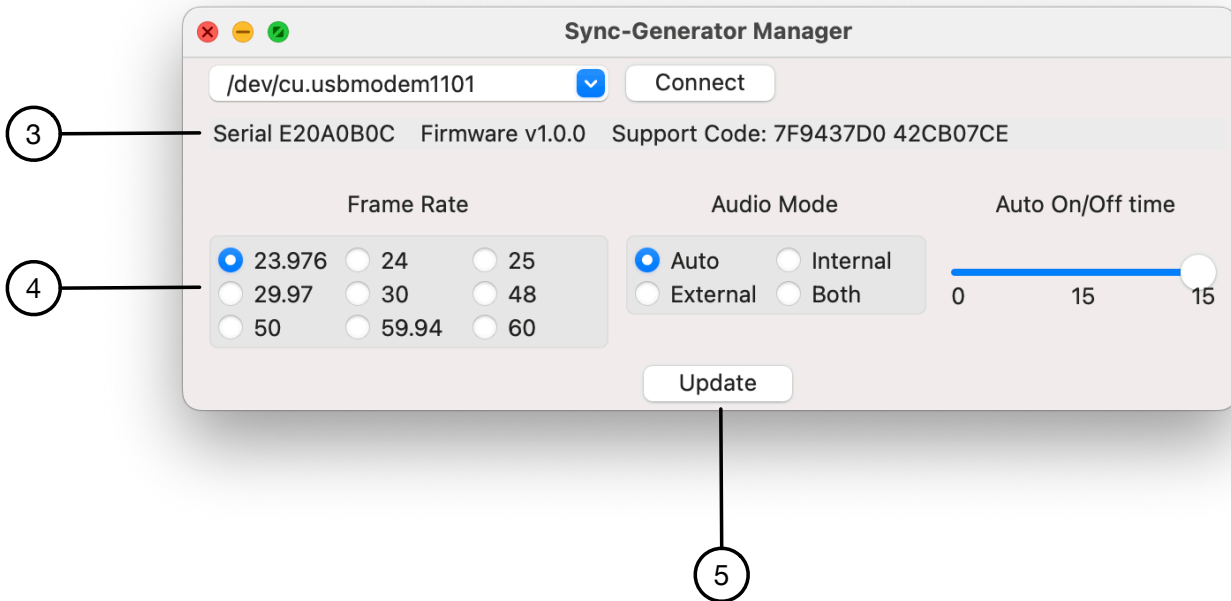 Sync-Generator Manager
/dev/cu.usbmodem1101 Connect
3 Serial E20A0B0C Firmware v1.0.0 Support Code: 7F9437D0 42CB07CE
Frame Rate Audio Mode Auto On/Off time
23.976 24 25 Auto Internal
4 29.97 30 48 External Both 0 15 15
50 59.94 60
Update
5